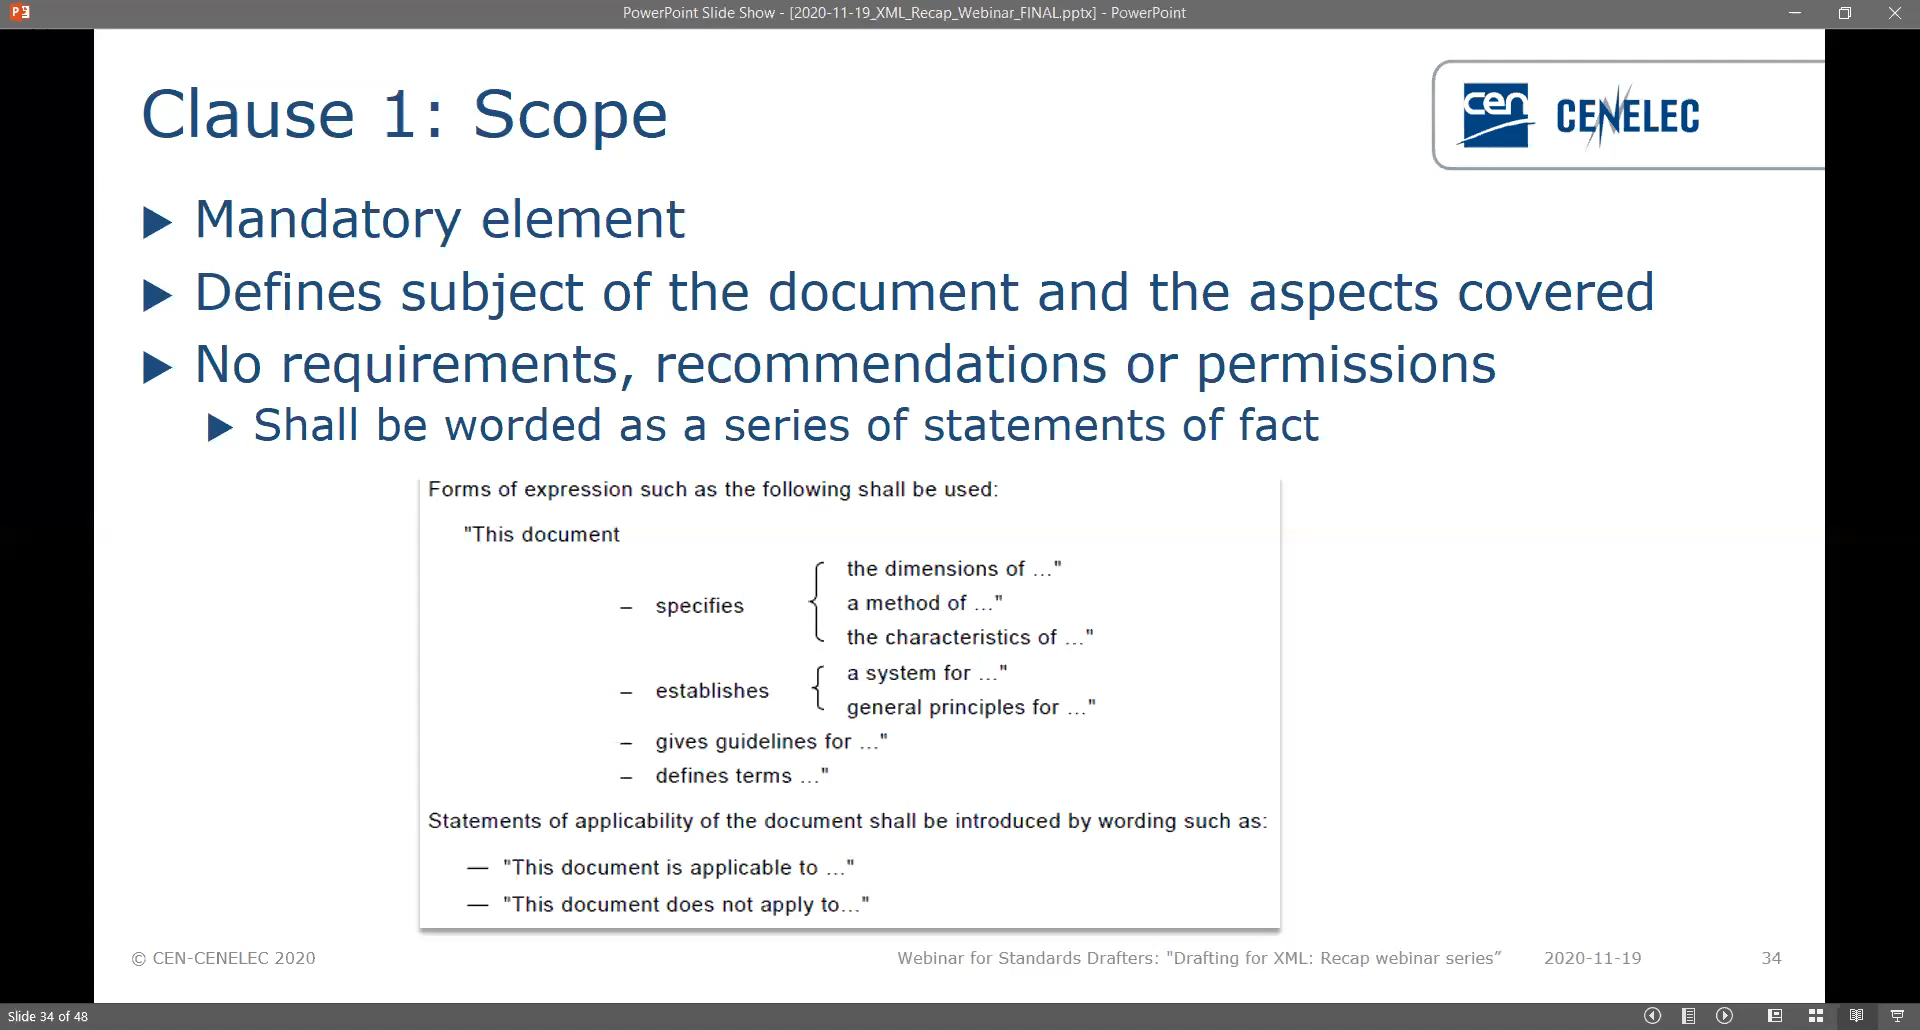 PowerPoint Slide Show - [2020-11-19_XML_Recap_Webinar_FINAL.pptx] - PowerPoint
Clause 1: Scope
cen CENELEC
Mandatory element
Defines subject of the document and the aspects covered
No requirements, recommendations or permissions
Shall be worded as a series of statements of fact
Forms of expression such as the following shall be used:
"This document
– specifies
the dimensions of ..."
a method of ..."
the characteristics of ..."
– establishes
a system for ..."
general principles for ..."
– gives guidelines for ..."
– defines terms ..."
Statements of applicability of the document shall be introduced by wording such as:
— "This document is applicable to ..."
— "This document does not apply to..."
© CEN-CENELEC 2020 Webinar for Standards Drafters: "Drafting for XML: Recap webinar series” 2020-11-19 34
Slide 34 of 48